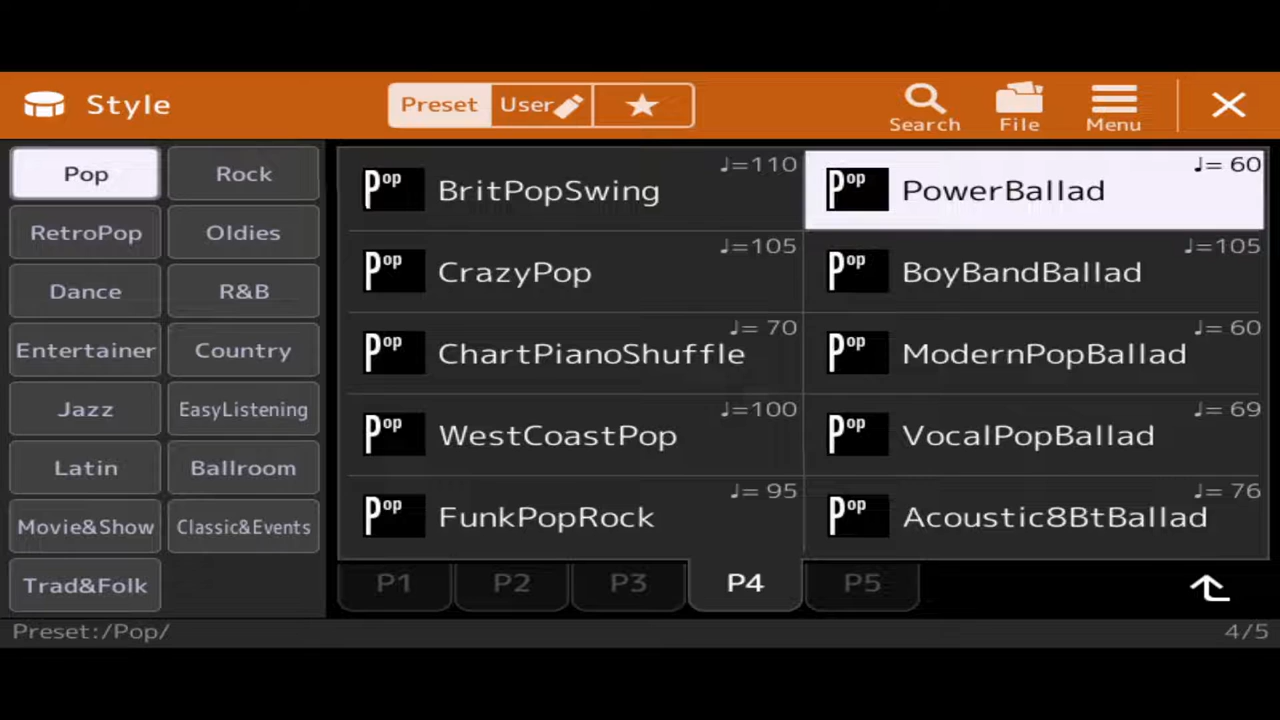 Style
Preset
User
Search
File
Menu
Pop
Rock
RetroPop
Oldies
Dance
R&B
Entertainer
Country
Jazz
EasyListening
Latin
Ballroom
Movie&Show
Classic&Events
Trad&Folk
Pop BritPopSwing ♩=110
Pop PowerBallad ♩= 60
Pop CrazyPop ♩=105
Pop BoyBandBallad ♩=105
Pop ChartPianoShuffle ♩= 70
Pop ModernPopBallad ♩= 60
Pop WestCoastPop ♩=100
Pop VocalPopBallad ♩= 69
Pop FunkPopRock ♩= 95
Pop Acoustic8BtBallad ♩= 76
P1 P2 P3 P4 P5
Preset:/Pop/
4/5